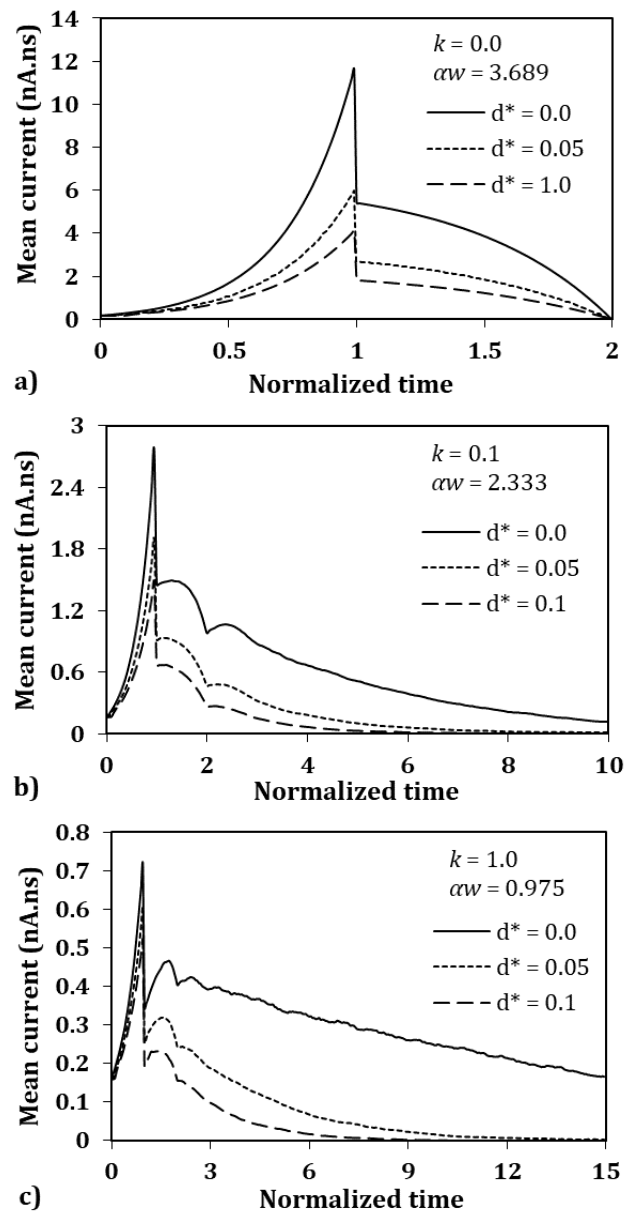 14
12
10
8
6
4
2
0
Mean current (nA.ns)
k = 0.0
αw = 3.689
d* = 0.0
d* = 0.05
d* = 1.0
0 0.5 1 1.5 2
Normalized time
a)
3
2.4
1.8
1.2
0.6
0
Mean current (nA.ns)
k = 0.1
αw = 2.333
d* = 0.0
d* = 0.05
d* = 0.1
0 2 4 6 8 10
Normalized time
b)
0.8
0.7
0.6
0.5
0.4
0.3
0.2
0.1
0
Mean current (nA.ns)
k = 1.0
αw = 0.975
d* = 0.0
d* = 0.05
d* = 0.1
0 3 6 9 12 15
Normalized time
c)